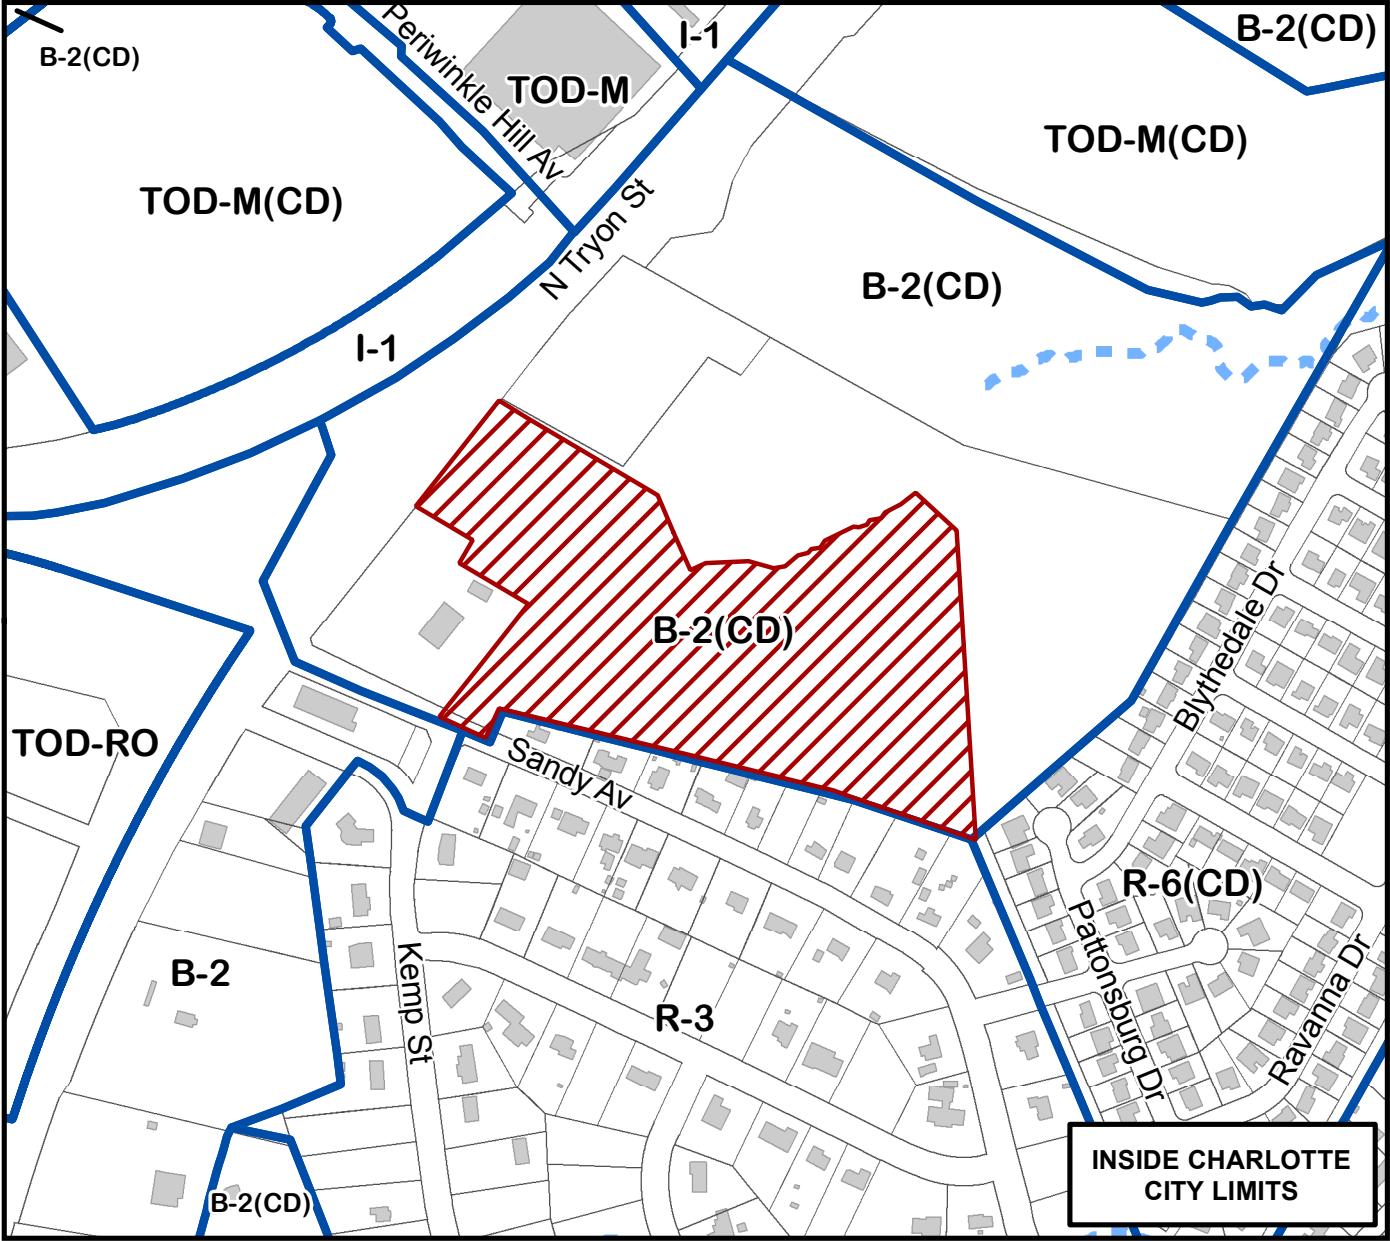 B-2(CD)
Periwinkle Hill Av
I-1
B-2(CD)
TOD-M
TOD-M(CD)
TOD-M(CD)
N Tryon St
B-2(CD)
I-1
B-2(CD)
Blythedale Dr
TOD-RO
Sandy Av
R-6(CD)
Pattonsburg Dr
Ravanna Dr
B-2
Kemp St
R-3
B-2(CD)
INSIDE CHARLOTTE
CITY LIMITS